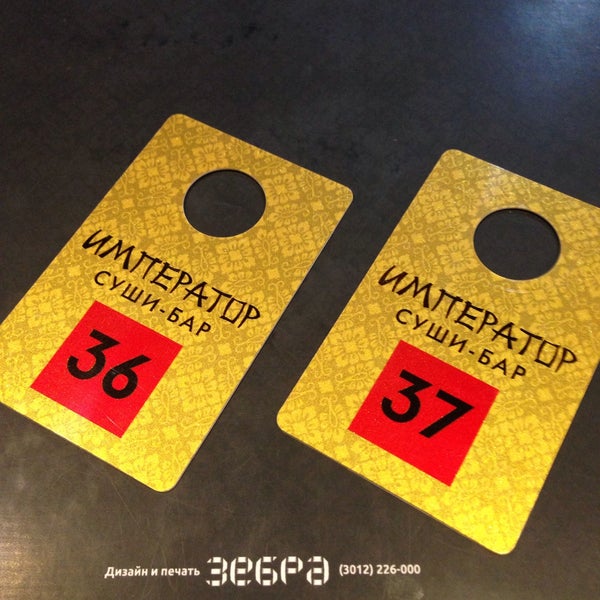 ИМПЕРАТОР
СУШИ-БАР
36
ИМПЕРАТОР
СУШИ-БАР
37
Дизайн и печать ЗЕБРА (3012) 226-000